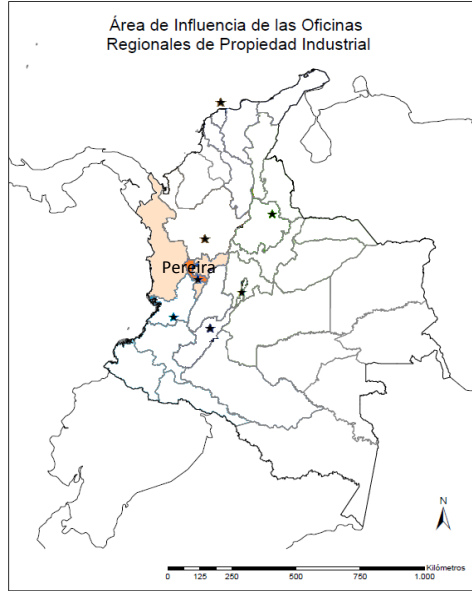 Área de Influencia de las Oficinas
Regionales de Propiedad Industrial
Pereira
N
Kilómetros
0 125 250 500 750 1.000